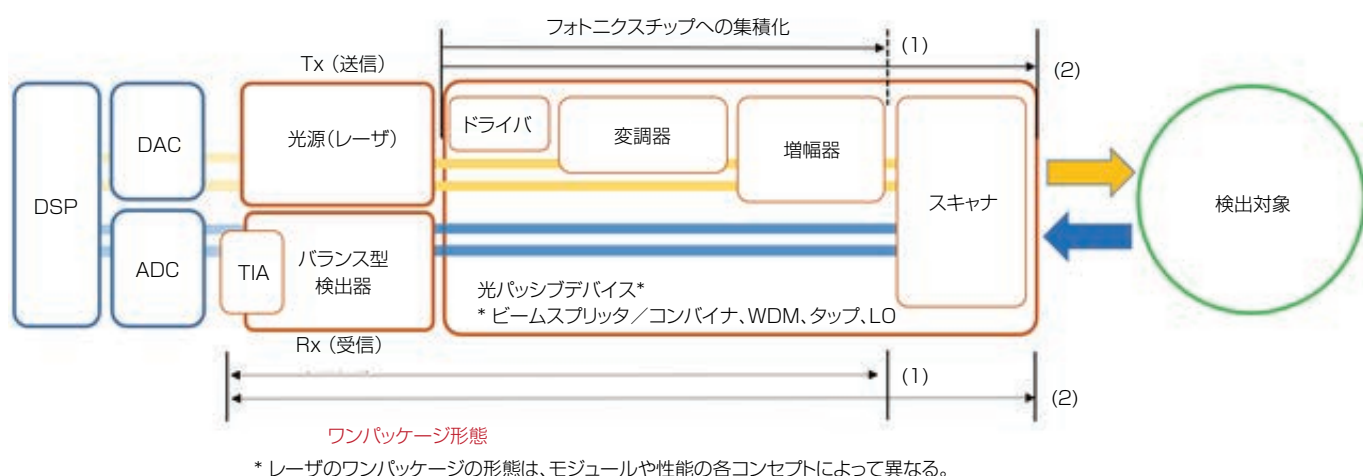 フォトニクスチップへの集積化
(1)
(2)
Tx(送信)
DSP
DAC
光源(レーザ)
ドライバ
変調器
増幅器
スキャナ
検出対象
ADC
TIA
バランス型
検出器
光パッシブデバイス*
* ビームスプリッタ/コンバイナ、WDM、タップ、LO
Rx(受信)
(1)
(2)
ワンパッケージ形態
* レーザのワンパッケージの形態は、モジュールや性能の各コンセプトによって異なる。